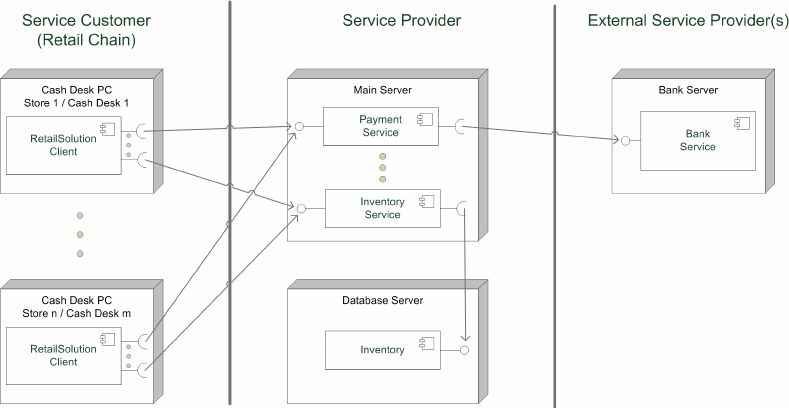 Service Customer
(Retail Chain)
Service Provider
External Service Provider(s)
Cash Desk PC
Store 1 / Cash Desk 1
RetailSolution
Client
Main Server
Payment
Service
Inventory
Service
Bank Server
Bank
Service
Cash Desk PC
Store n / Cash Desk m
RetailSolution
Client
Database Server
Inventory